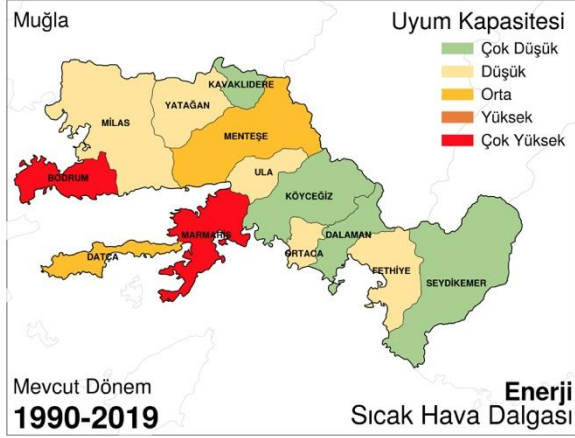 Muğla
Uyum Kapasitesi
Çok Düşük
Düşük
Orta
Yüksek
Çok Yüksek
KAVAKLIDERE
YATAĞAN
MİLAS
MENTEŞE
ULA
BODRUM
KÖYCEĞİZ
MARMARİS
DALAMAN
DATÇA
ORTACA
FETHİYE
SEYDİKEMER
Mevcut Dönem
1990-2019
Enerji
Sıcak Hava Dalgası